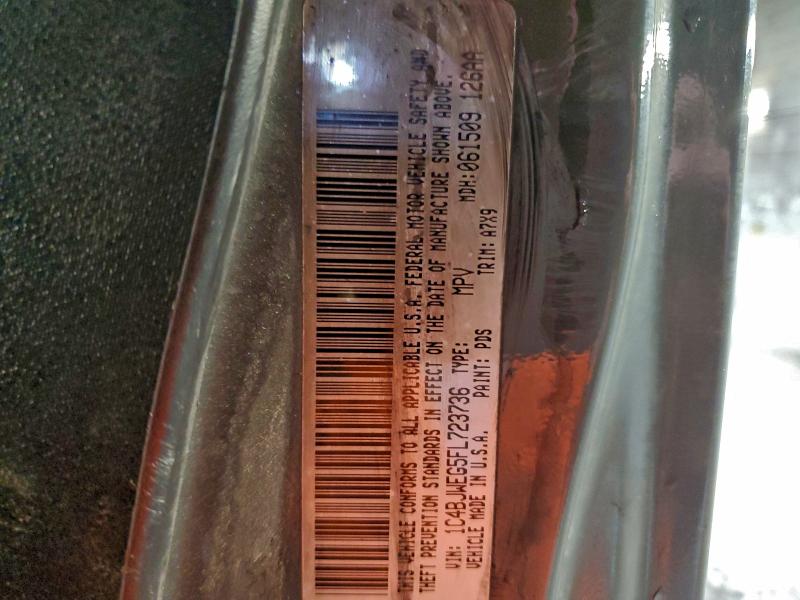 THIS VEHICLE CONFORMS TO ALL APPLICABLE U.S.A. FEDERAL MOTOR VEHICLE SAFETY AND
THEFT PREVENTION STANDARDS IN EFFECT ON THE DATE OF MANUFACTURE SHOWN ABOVE.
VIN: 1C4BJWEG5FL723736 TYPE: MPV MDH:061509 126AA
VEHICLE MADE IN U.S.A. PAINT: PDS TRIM: A7X9